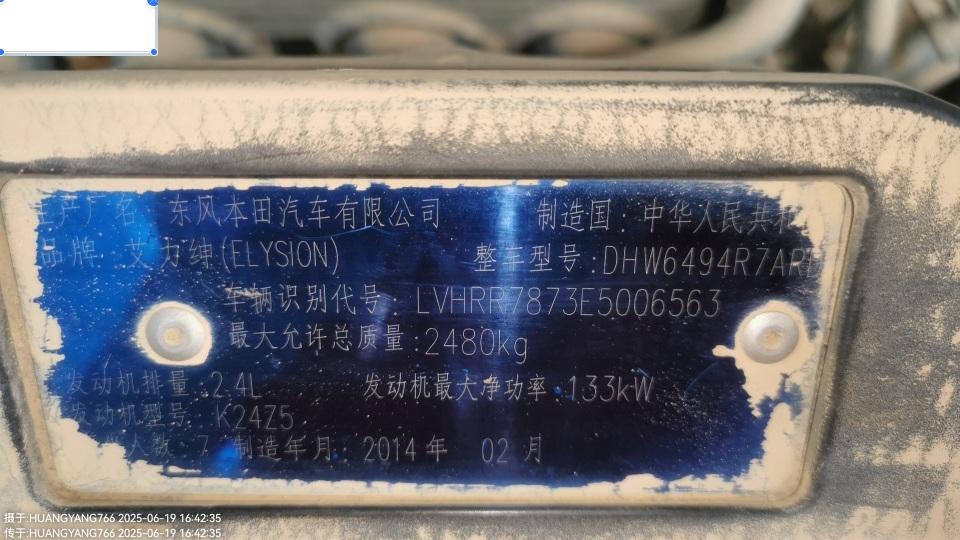 生产厂名：东风本田汽车有限公司 制造国：中华人民共和
品牌：艾力绅(ELYSION) 整车型号:DHW6494R7AR
车辆识别代号：LVHRR7873E5006563
最大允许总质量:2480kg
发动机排量:2.4L 发动机最大净功率:133kW
发动机型号：K24Z5
人数：7 制造年月：2014年 02月
摄于:HUANGYANG766 2025-06-19 16:42:35
传于:HUANGYANG766 2025-06-19 16:42:35